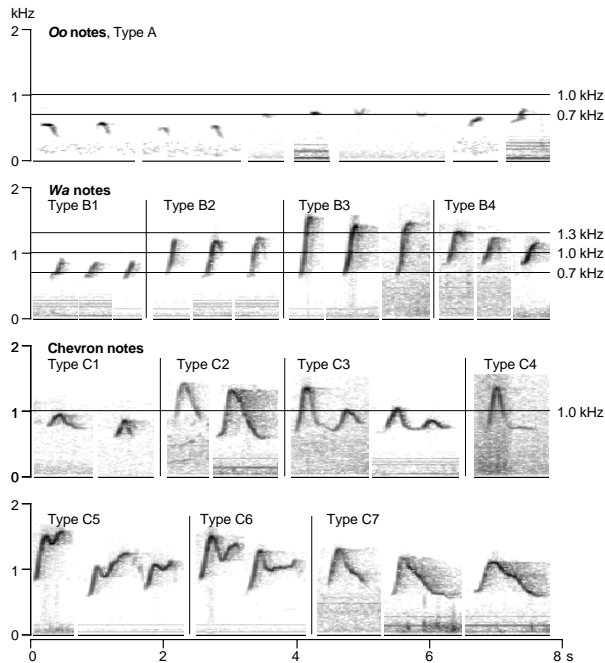 kHz
2
Oo notes, Type A
1
1.0 kHz
0.7 kHz
0
2
Wa notes
Type B1 Type B2 Type B3 Type B4
1.3 kHz
1
1.0 kHz
0.7 kHz
0
2
Chevron notes
Type C1 Type C2 Type C3 Type C4
1
1.0 kHz
0
2
Type C5 Type C6 Type C7
1
0
0 2 4 6 8 s